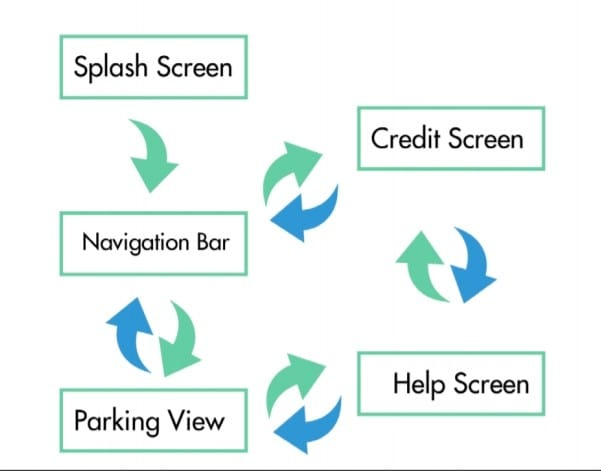 Splash Screen
Credit Screen
Navigation Bar
Help Screen
Parking View